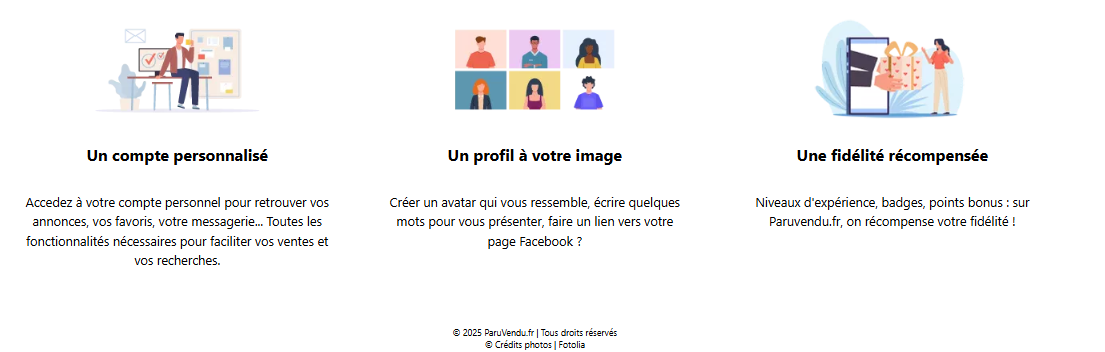 Un compte personnalisé
Accedez à votre compte personnel pour retrouver vos
annonces, vos favoris, votre messagerie... Toutes les
fonctionnalités nécessaires pour faciliter vos ventes et
vos recherches.
Un profil à votre image
Créer un avatar qui vous ressemble, écrire quelques
mots pour vous présenter, faire un lien vers votre
page Facebook ?
Une fidélité récompensée
Niveaux d'expérience, badges, points bonus : sur
Paruvendu.fr, on récompense votre fidélité !
© 2025 ParuVendu.fr | Tous droits réservés
© Crédits photos | Fotolia